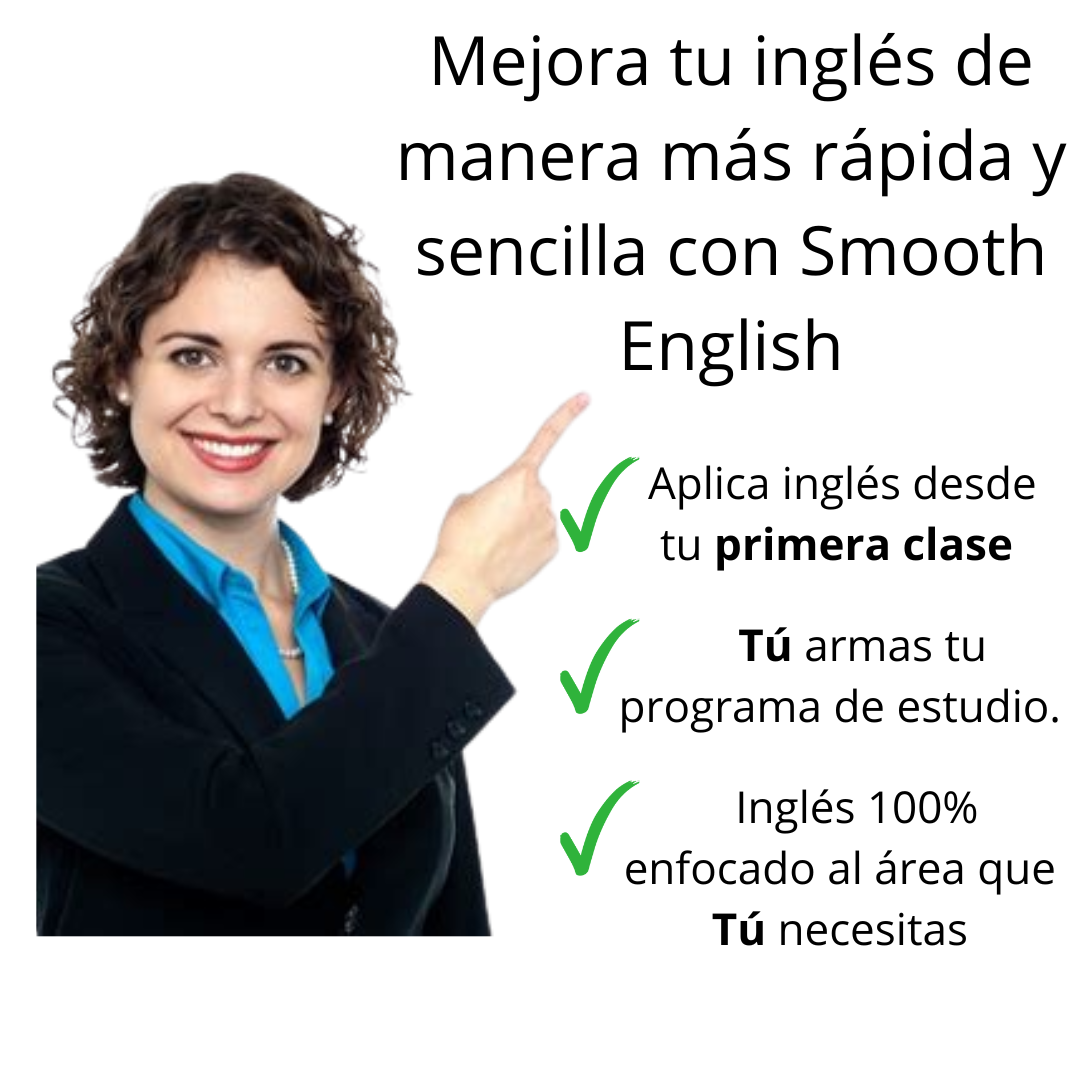 Mejora tu inglés de
manera más rápida y
sencilla con Smooth
English
Aplica inglés desde
tu primera clase
Tú armas tu
programa de estudio.
Inglés 100%
enfocado al área que
Tú necesitas